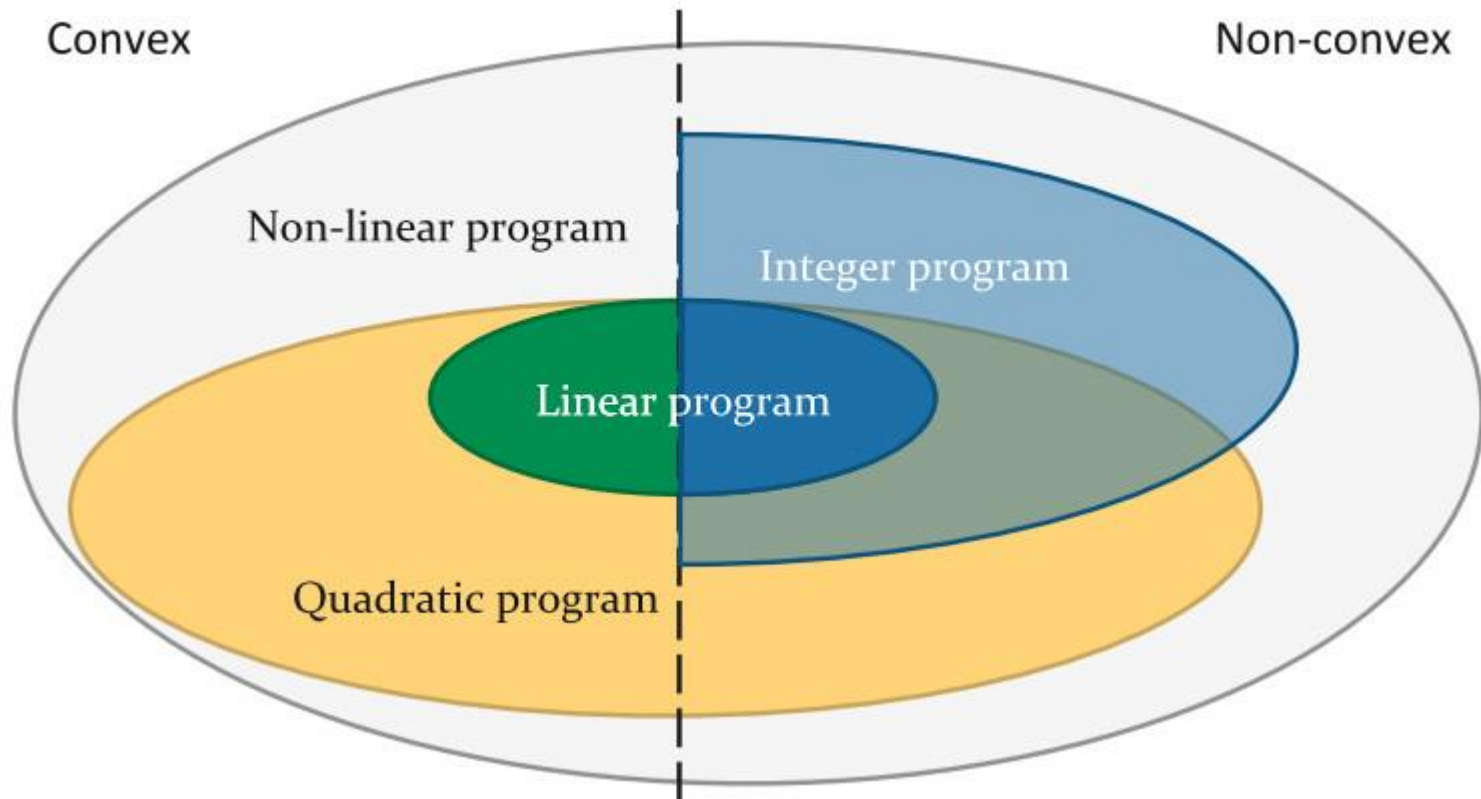 Convex
Non-convex
Non-linear program
Integer program
Linear program
Quadratic program